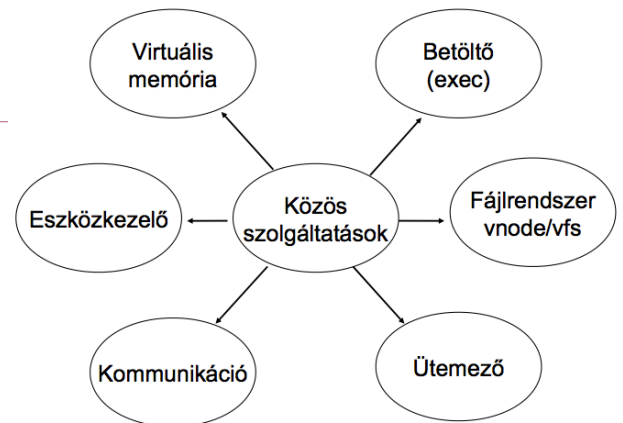 Virtuális
memória
Betöltő
(exec)
Eszközkezelő
Közös
szolgáltatások
Fájlrendszer
vnode/vfs
Kommunikáció
Ütemező